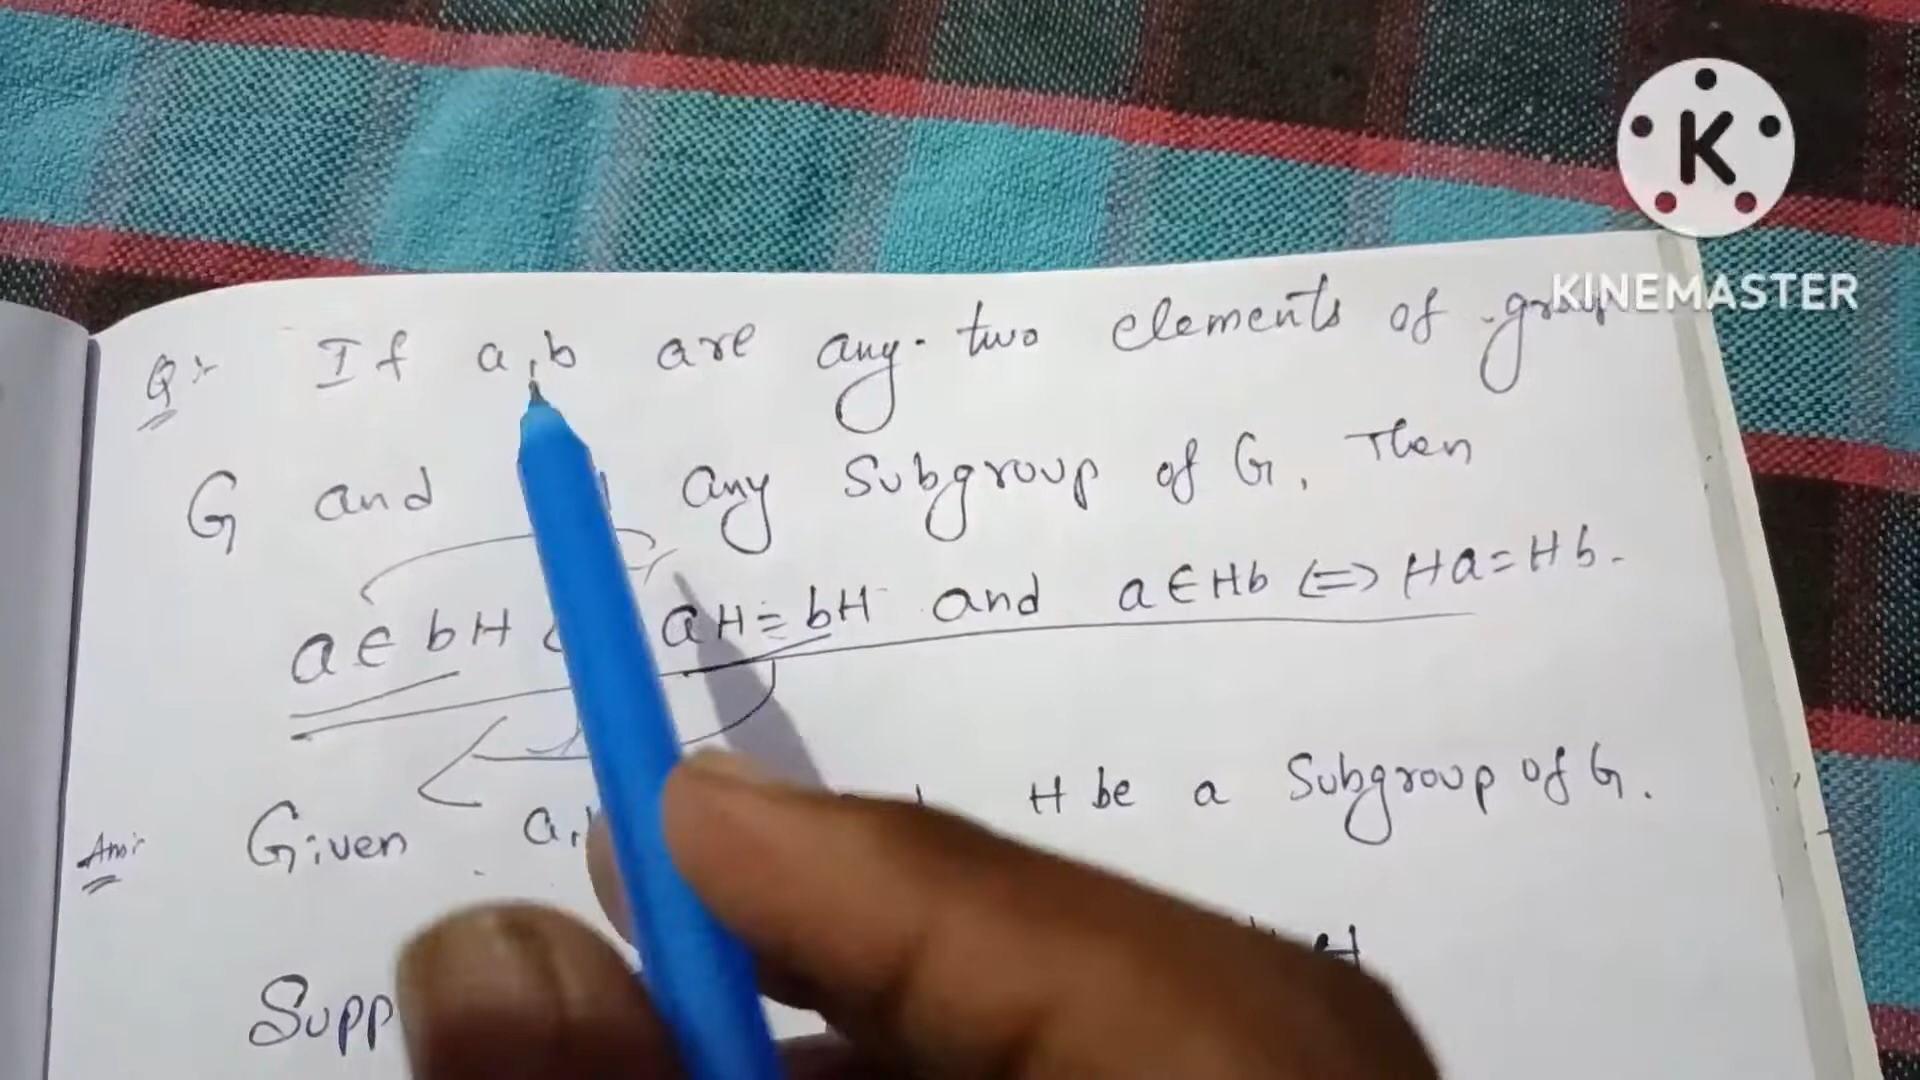 K
KINEMASTER
Q:- If a,b are any two elements of group
G and any Subgroup of G. Then
a ∈ bH aH = bH and a ∈ Hb ⇔ Ha = Hb.
Ans:- Given a, H be a Subgroup of G.